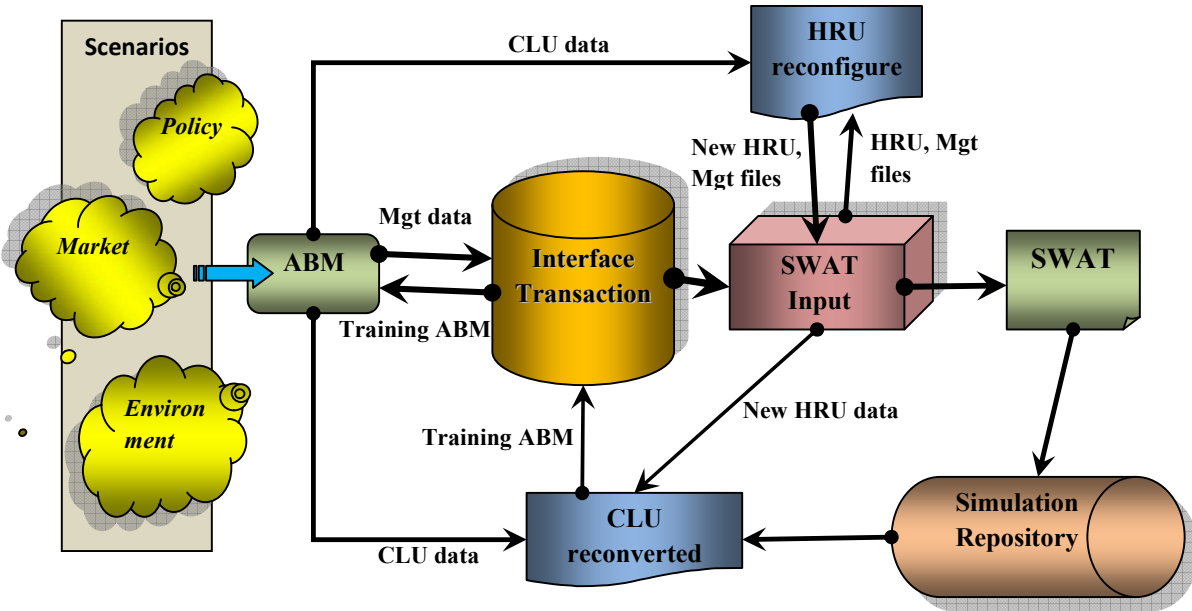 Scenarios
Policy
Market
Environ
ment
CLU data
HRU
reconfigure
New HRU,
Mgt files
HRU, Mgt
files
Mgt data
ABM
Training ABM
Interface
Transaction
SWAT
Input
SWAT
New HRU data
Training ABM
CLU data
CLU
reconverted
Simulation
Repository